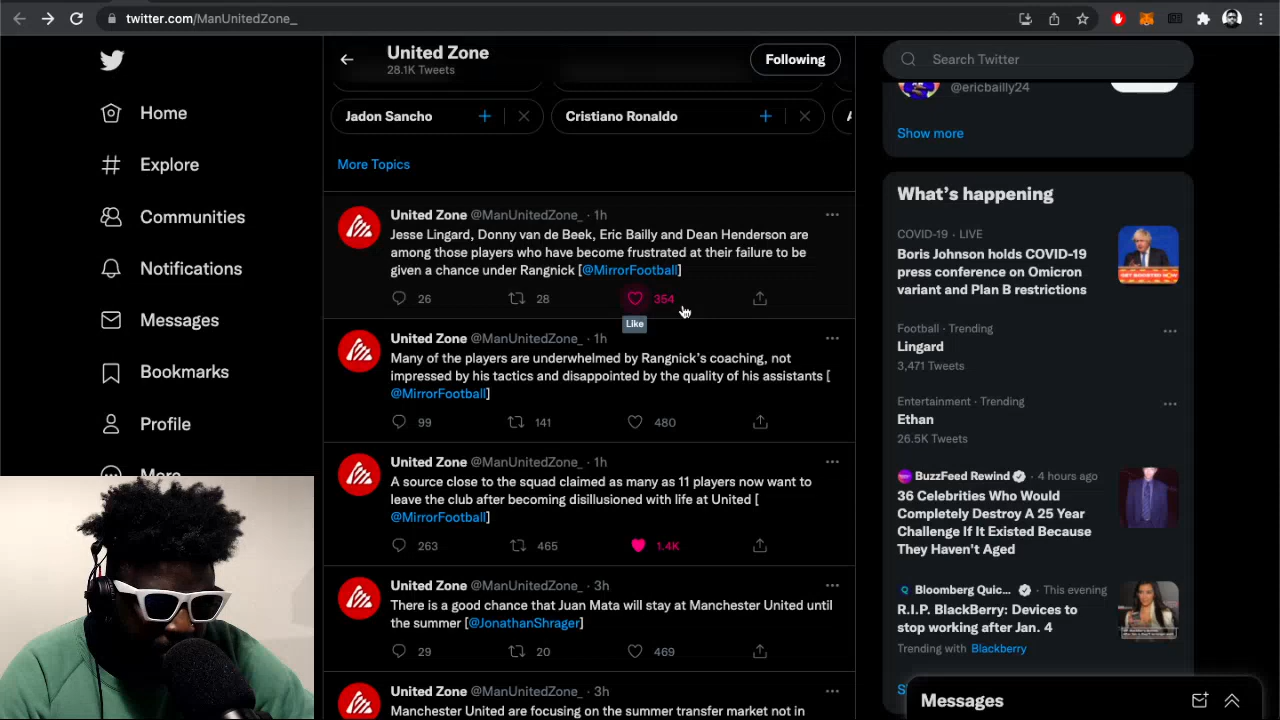 twitter.com/ManUnitedZone_
Home
Explore
Communities
Notifications
Messages
Bookmarks
Profile
More
United Zone
28.1K Tweets
Following
Jadon Sancho
Cristiano Ronaldo
More Topics
United Zone @ManUnitedZone_ · 1h
Jesse Lingard, Donny van de Beek, Eric Bailly and Dean Henderson are
among those players who have become frustrated at their failure to be
given a chance under Rangnick [@MirrorFootball]
26 28 354
Like
United Zone @ManUnitedZone_ · 1h
Many of the players are underwhelmed by Rangnick's coaching, not
impressed by his tactics and disappointed by the quality of his assistants [
@MirrorFootball]
99 141 480
United Zone @ManUnitedZone_ · 1h
A source close to the squad claimed as many as 11 players now want to
leave the club after becoming disillusioned with life at United [
@MirrorFootball]
263 465 1.4K
United Zone @ManUnitedZone_ · 3h
There is a good chance that Juan Mata will stay at Manchester United until
the summer [@JonathanShrager]
29 20 469
United Zone @ManUnitedZone_ · 3h
Manchester United are focusing on the summer transfer market not in
Search Twitter
@ericbailly24
Show more
What's happening
COVID-19 · LIVE
Boris Johnson holds COVID-19
press conference on Omicron
variant and Plan B restrictions
Football · Trending
Lingard
3,471 Tweets
Entertainment · Trending
Ethan
26.5K Tweets
BuzzFeed Rewind · 4 hours ago
36 Celebrities Who Would
Completely Destroy A 25 Year
Challenge If It Existed Because
They Haven't Aged
Bloomberg Quic... · This evening
R.I.P. BlackBerry: Devices to
stop working after Jan. 4
Trending with Blackberry
Messages